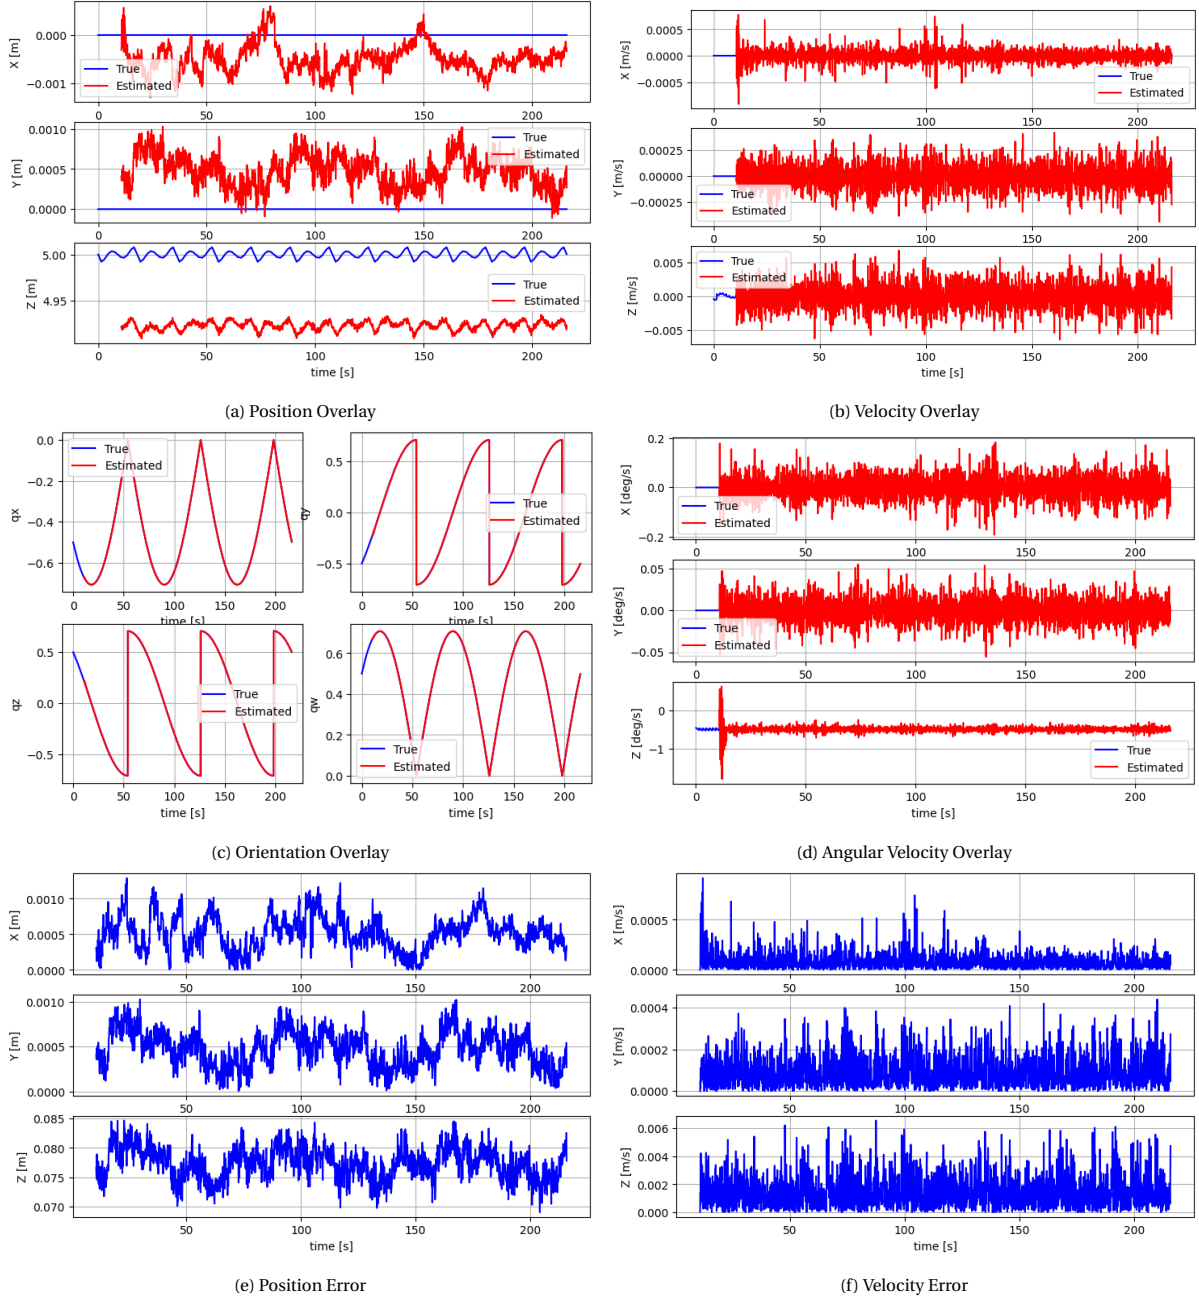 X [m]
0.000
−0.001
True
Estimated
0 50 100 150 200
Y [m]
0.0010
0.0005
0.0000
True
Estimated
0 50 100 150 200
Z [m]
5.00
4.95
True
Estimated
0 50 100 150 200
time [s]
(a) Position Overlay
X [m/s]
0.0005
0.0000
−0.0005
True
Estimated
0 50 100 150 200
Y [m/s]
0.00025
0.00000
−0.00025
True
Estimated
0 50 100 150 200
Z [m/s]
0.005
0.000
−0.005
True
Estimated
0 50 100 150 200
time [s]
(b) Velocity Overlay
qx
0.0
−0.2
−0.4
−0.6
True
Estimated
0 50 100 150 200
time [s]
qy
0.5
0.0
−0.5
True
Estimated
0 50 100 150 200
time [s]
qz
0.5
0.0
−0.5
True
Estimated
0 50 100 150 200
time [s]
qw
0.6
0.4
0.2
0.0
True
Estimated
0 50 100 150 200
time [s]
(c) Orientation Overlay
X [deg/s]
0.2
0.0
−0.2
True
Estimated
0 50 100 150 200
Y [deg/s]
0.05
0.00
−0.05
True
Estimated
0 50 100 150 200
Z [deg/s]
0
−1
True
Estimated
0 50 100 150 200
time [s]
(d) Angular Velocity Overlay
X [m]
0.0010
0.0005
0.0000
50 100 150 200
Y [m]
0.0010
0.0005
0.0000
50 100 150 200
Z [m]
0.085
0.080
0.075
0.070
50 100 150 200
time [s]
(e) Position Error
X [m/s]
0.0005
0.0000
50 100 150 200
Y [m/s]
0.0004
0.0002
0.0000
50 100 150 200
Z [m/s]
0.006
0.004
0.002
0.000
50 100 150 200
time [s]
(f) Velocity Error